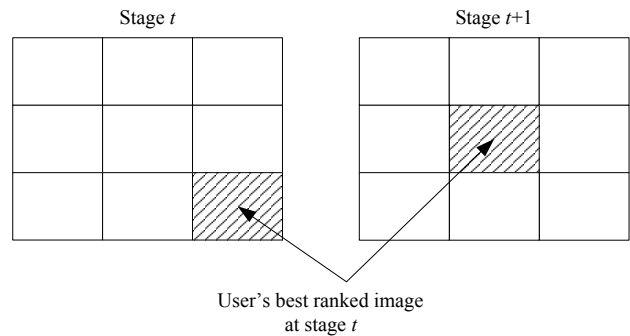 Stage t
Stage t+1
User's best ranked image
at stage t